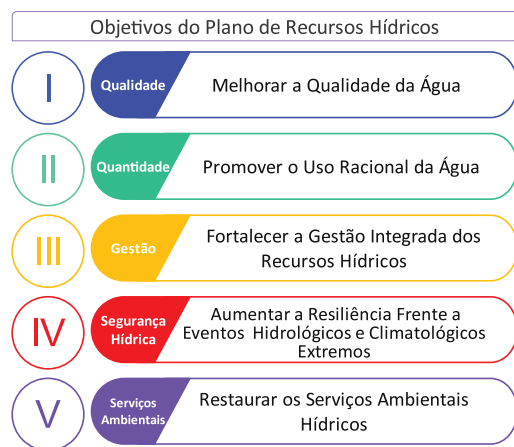 Objetivos do Plano de Recursos Hídricos
I
Qualidade
Melhorar a Qualidade da Água
II
Quantidade
Promover o Uso Racional da Água
III
Gestão
Fortalecer a Gestão Integrada dos
Recursos Hídricos
IV
Segurança
Hídrica
Aumentar a Resiliência Frente a
Eventos Hidrológicos e Climatológicos
Extremos
V
Serviços
Ambientais
Restaurar os Serviços Ambientais
Hídricos